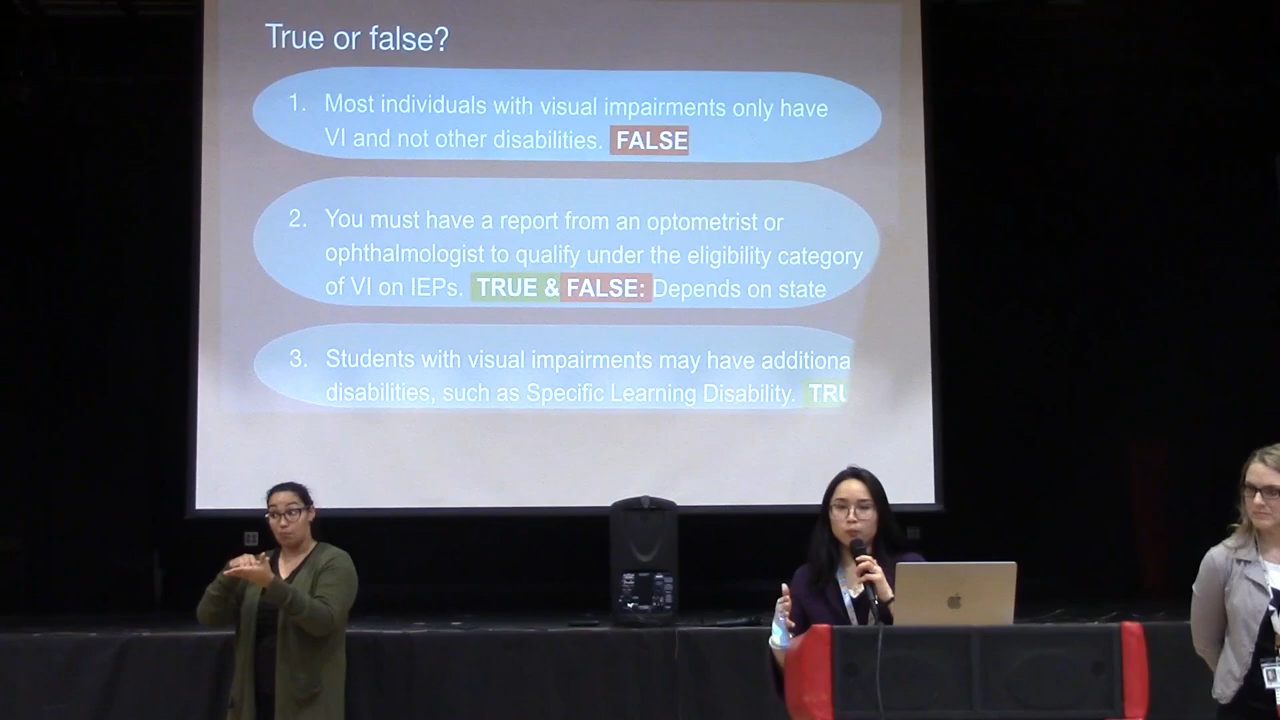 True or false?
1. Most individuals with visual impairments only have
VI and not other disabilities. FALSE
2. You must have a report from an optometrist or
ophthalmologist to qualify under the eligibility category
of VI on IEPs. TRUE & FALSE: Depends on state
3. Students with visual impairments may have additiona
disabilities, such as Specific Learning Disability. TRU